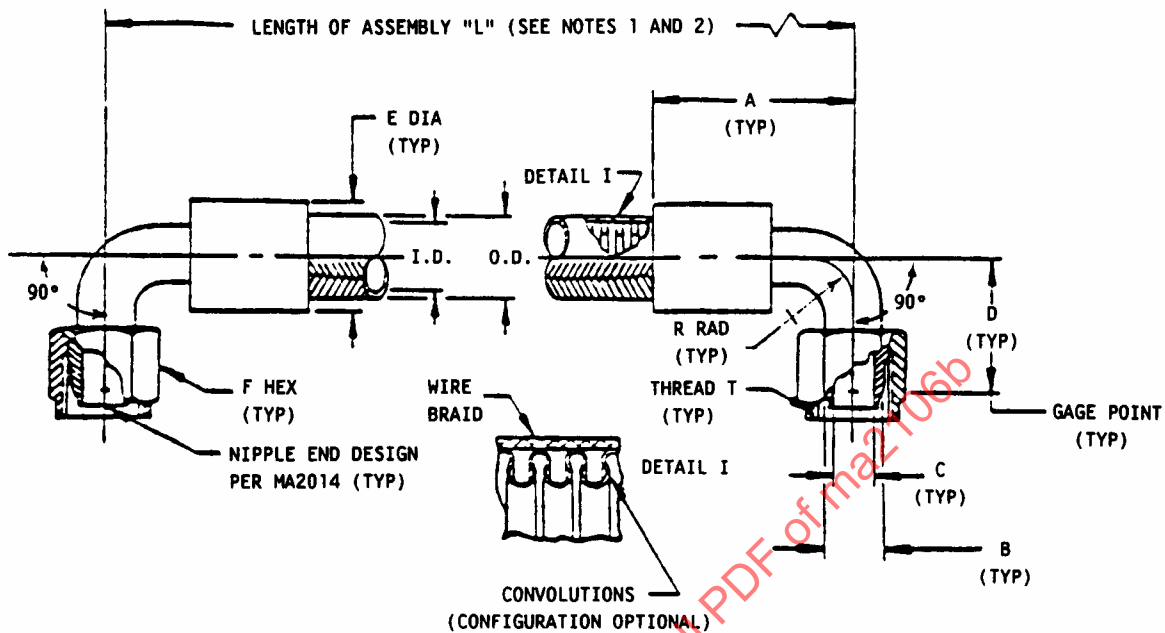 LENGTH OF ASSEMBLY "L" (SEE NOTES 1 AND 2)
A
(TYP)
E DIA
(TYP)
DETAIL I
I.D.
O.D.
90°
90°
R RAD
(TYP)
D
(TYP)
F HEX
(TYP)
WIRE
BRAID
THREAD T
(TYP)
GAGE POINT
(TYP)
NIPPLE END DESIGN
PER MA2014 (TYP)
DETAIL I
C
(TYP)
B
(TYP)
CONVOLUTIONS
(CONFIGURATION OPTIONAL)
PDF of ma2106b